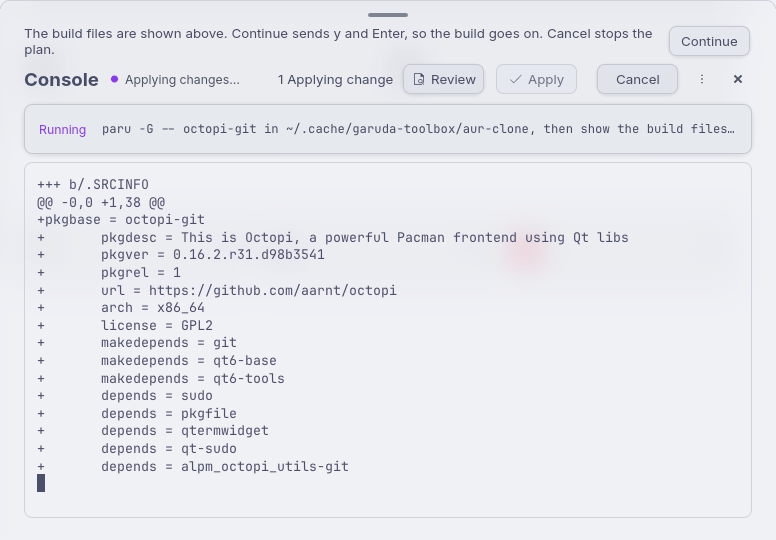 The build files are shown above. Continue sends y and Enter, so the build goes on. Cancel stops the
plan.
Continue
Console
Applying changes...
1 Applying change
Review
Apply
Cancel
Running
paru -G -- octopi-git in ~/.cache/garuda-toolbox/aur-clone, then show the build files…
+++ b/.SRCINFO
@@ -0,0 +1,38 @@
+pkgbase = octopi-git
+       pkgdesc = This is Octopi, a powerful Pacman frontend using Qt libs
+       pkgver = 0.16.2.r31.d98b3541
+       pkgrel = 1
+       url = https://github.com/aarnt/octopi
+       arch = x86_64
+       license = GPL2
+       makedepends = git
+       makedepends = qt6-base
+       makedepends = qt6-tools
+       depends = sudo
+       depends = pkgfile
+       depends = qtermwidget
+       depends = qt-sudo
+       depends = alpm_octopi_utils-git